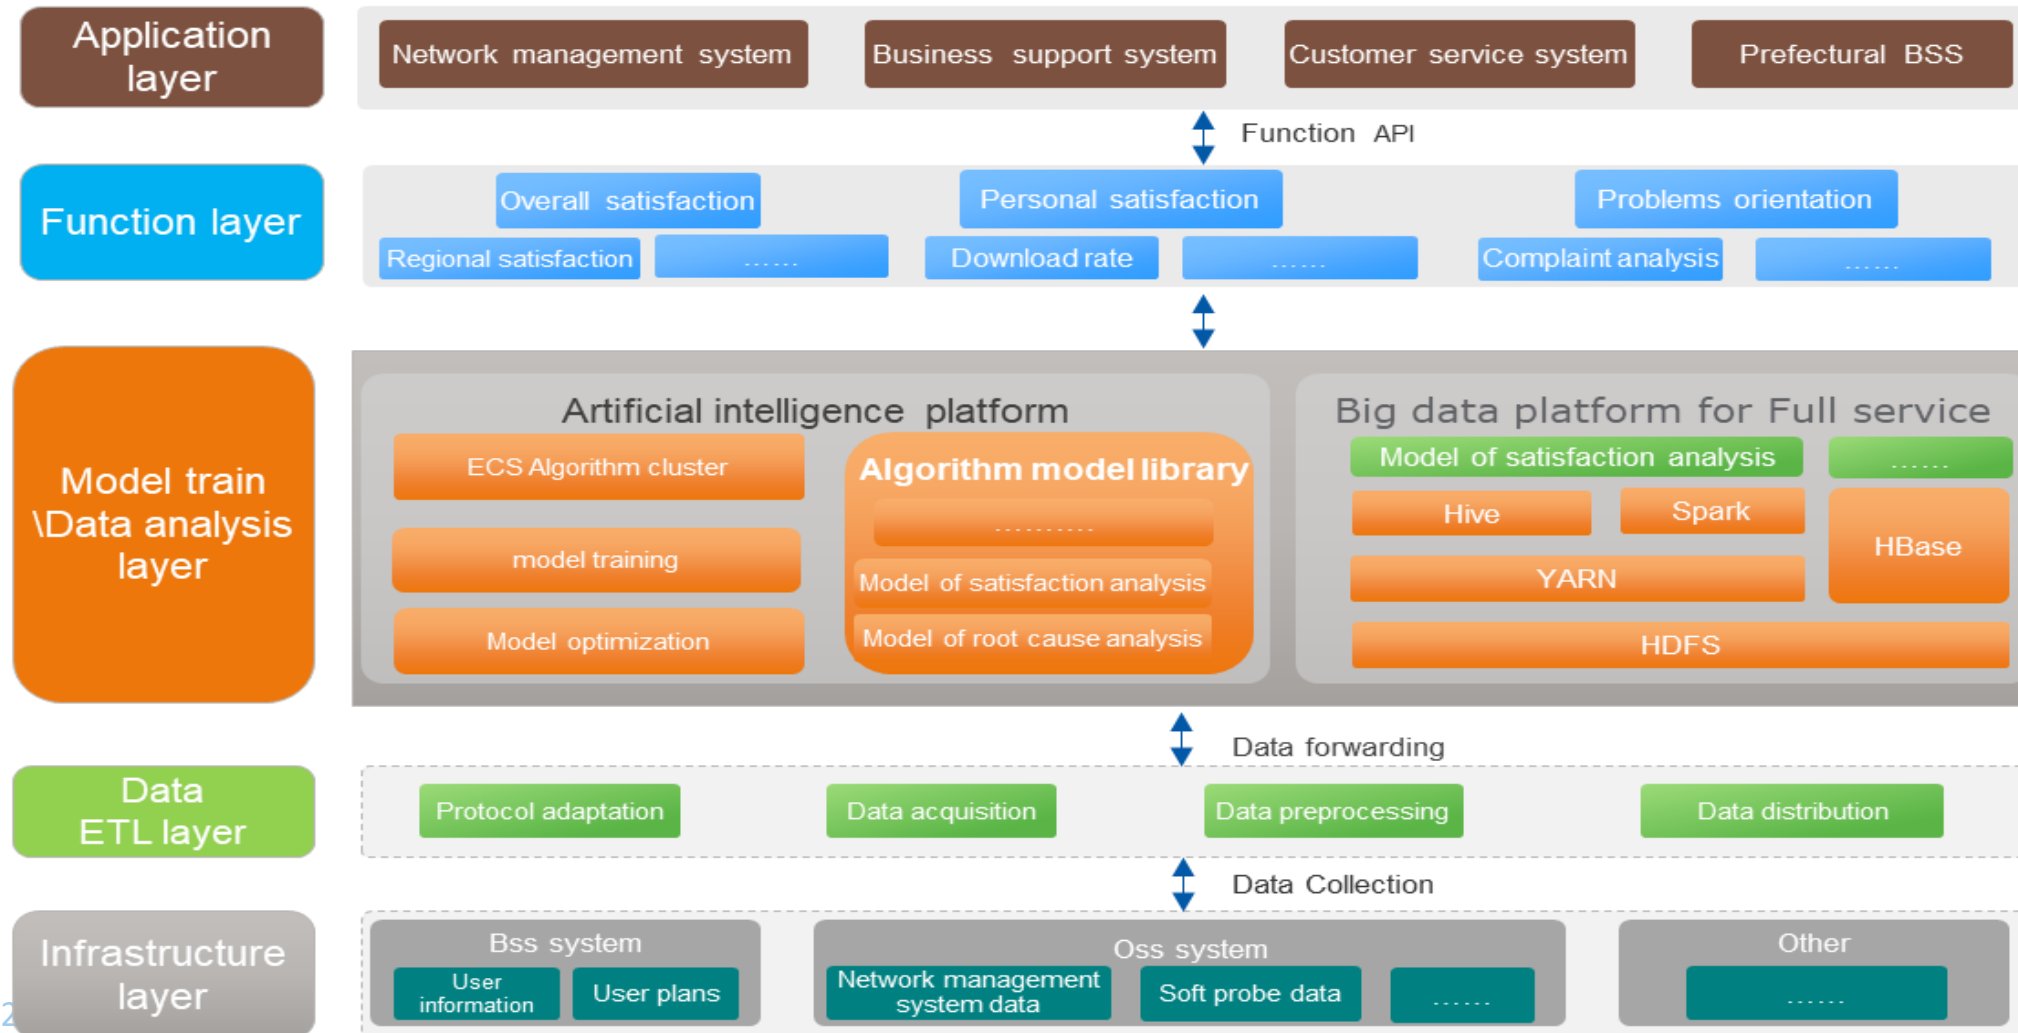 Application
layer
Network management system
Business support system
Customer service system
Prefectural BSS
Function API
Function layer
Overall satisfaction
Personal satisfaction
Problems orientation
Regional satisfaction
......
Download rate
......
Complaint analysis
......
Model train
\Data analysis
layer
Artificial intelligence platform
ECS Algorithm cluster
model training
Model optimization
Algorithm model library
..........
Model of satisfaction analysis
Model of root cause analysis
Big data platform for Full service
Model of satisfaction analysis
......
Hive
Spark
HBase
YARN
HDFS
Data forwarding
Data
ETL layer
Protocol adaptation
Data acquisition
Data preprocessing
Data distribution
Data Collection
Infrastructure
layer
Bss system
User
information
User plans
Oss system
Network management
system data
Soft probe data
......
Other
......
2